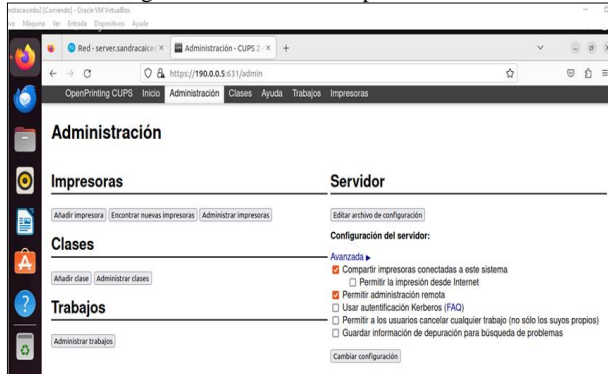 ndracaicedo2 [Corriendo] - Oracle VM VirtualBox
Máquina Ver Entrada Dispositivos Ayuda
Red - server.sandracaice × Administración - CUPS 2. × +
https://190.0.0.5:631/admin
OpenPrinting CUPS Inicio Administración Clases Ayuda Trabajos Impresoras
Administración
Impresoras
Añadir impresora Encontrar nuevas impresoras Administrar impresoras
Clases
Añadir clase Administrar clases
Trabajos
Administrar trabajos
Servidor
Editar archivo de configuración
Configuración del servidor:
Avanzada ▶
Compartir impresoras conectadas a este sistema
Permitir la impresión desde Internet
Permitir administración remota
Usar autentificación Kerberos (FAQ)
Permitir a los usuarios cancelar cualquier trabajo (no sólo los suyos propios)
Guardar información de depuración para búsqueda de problemas
Cambiar configuración